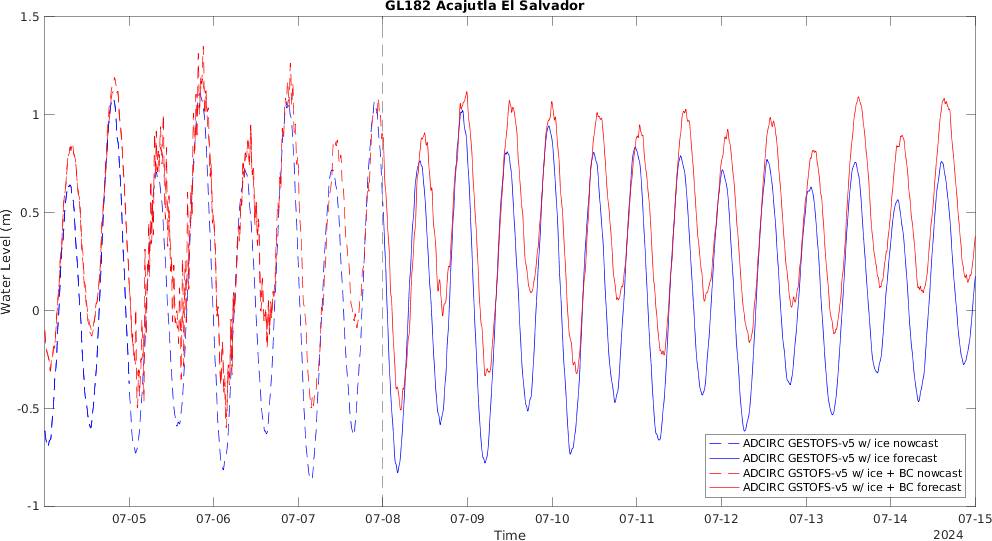 GL182 Acajutla El Salvador
1.5
1
0.5
0
-0.5
-1
Water Level (m)
07-05 07-06 07-07 07-08 07-09 07-10 07-11 07-12 07-13 07-14 07-15
Time
2024
ADCIRC GESTOFS-v5 w/ ice nowcast
ADCIRC GESTOFS-v5 w/ ice forecast
ADCIRC GSTOFS-v5 w/ ice + BC nowcast
ADCIRC GSTOFS-v5 w/ ice + BC forecast